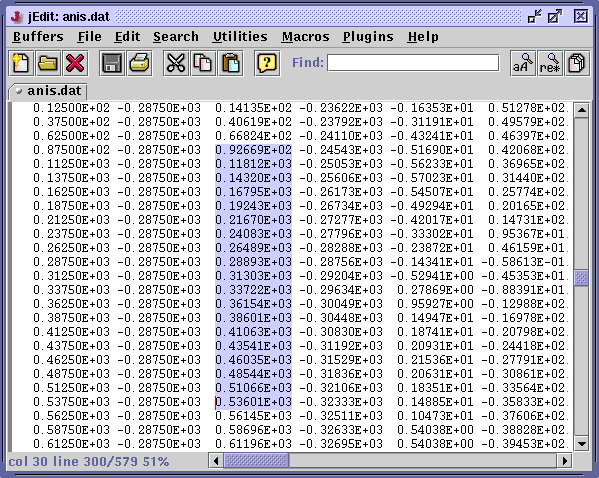 jEdit: anis.dat
Buffers File Edit Search Utilities Macros Plugins Help
Find: aA re*
anis.dat
0.12500E+02 -0.28750E+03 0.14135E+02 -0.23622E+03 -0.16353E+01 0.51278E+02
0.37500E+02 -0.28750E+03 0.40619E+02 -0.23792E+03 -0.31191E+01 0.49579E+02
0.62500E+02 -0.28750E+03 0.66824E+02 -0.24110E+03 -0.43241E+01 0.46397E+02
0.87500E+02 -0.28750E+03 0.92669E+02 -0.24543E+03 -0.51690E+01 0.42068E+02
0.11250E+03 -0.28750E+03 0.11812E+03 -0.25053E+03 -0.56233E+01 0.36965E+02
0.13750E+03 -0.28750E+03 0.14320E+03 -0.25606E+03 -0.57023E+01 0.31440E+02
0.16250E+03 -0.28750E+03 0.16795E+03 -0.26173E+03 -0.54507E+01 0.25774E+02
0.18750E+03 -0.28750E+03 0.19243E+03 -0.26734E+03 -0.49294E+01 0.20165E+02
0.21250E+03 -0.28750E+03 0.21670E+03 -0.27277E+03 -0.42017E+01 0.14731E+02
0.23750E+03 -0.28750E+03 0.24083E+03 -0.27796E+03 -0.33302E+01 0.95367E+01
0.26250E+03 -0.28750E+03 0.26489E+03 -0.28288E+03 -0.23872E+01 0.46159E+01
0.28750E+03 -0.28750E+03 0.28893E+03 -0.28756E+03 -0.14341E+01 -0.58613E-01
0.31250E+03 -0.28750E+03 0.31303E+03 -0.29204E+03 -0.52941E+00 -0.45353E+01
0.33750E+03 -0.28750E+03 0.33722E+03 -0.29634E+03 0.27869E+00 -0.88391E+01
0.36250E+03 -0.28750E+03 0.36154E+03 -0.30049E+03 0.95927E+00 -0.12988E+02
0.38750E+03 -0.28750E+03 0.38601E+03 -0.30448E+03 0.14947E+01 -0.16978E+02
0.41250E+03 -0.28750E+03 0.41063E+03 -0.30830E+03 0.18741E+01 -0.20798E+02
0.43750E+03 -0.28750E+03 0.43541E+03 -0.31192E+03 0.20931E+01 -0.24418E+02
0.46250E+03 -0.28750E+03 0.46035E+03 -0.31529E+03 0.21536E+01 -0.27791E+02
0.48750E+03 -0.28750E+03 0.48544E+03 -0.31836E+03 0.20631E+01 -0.30861E+02
0.51250E+03 -0.28750E+03 0.51066E+03 -0.32106E+03 0.18351E+01 -0.33564E+02
0.53750E+03 -0.28750E+03 0.53601E+03 -0.32333E+03 0.14885E+01 -0.35833E+02
0.56250E+03 -0.28750E+03 0.56145E+03 -0.32511E+03 0.10473E+01 -0.37606E+02
0.58750E+03 -0.28750E+03 0.58696E+03 -0.32633E+03 0.54038E+00 -0.38828E+02
0.61250E+03 -0.28750E+03 0.61196E+03 -0.32695E+03 0.54038E+00 -0.39453E+02
col 30 line 300/579 51%